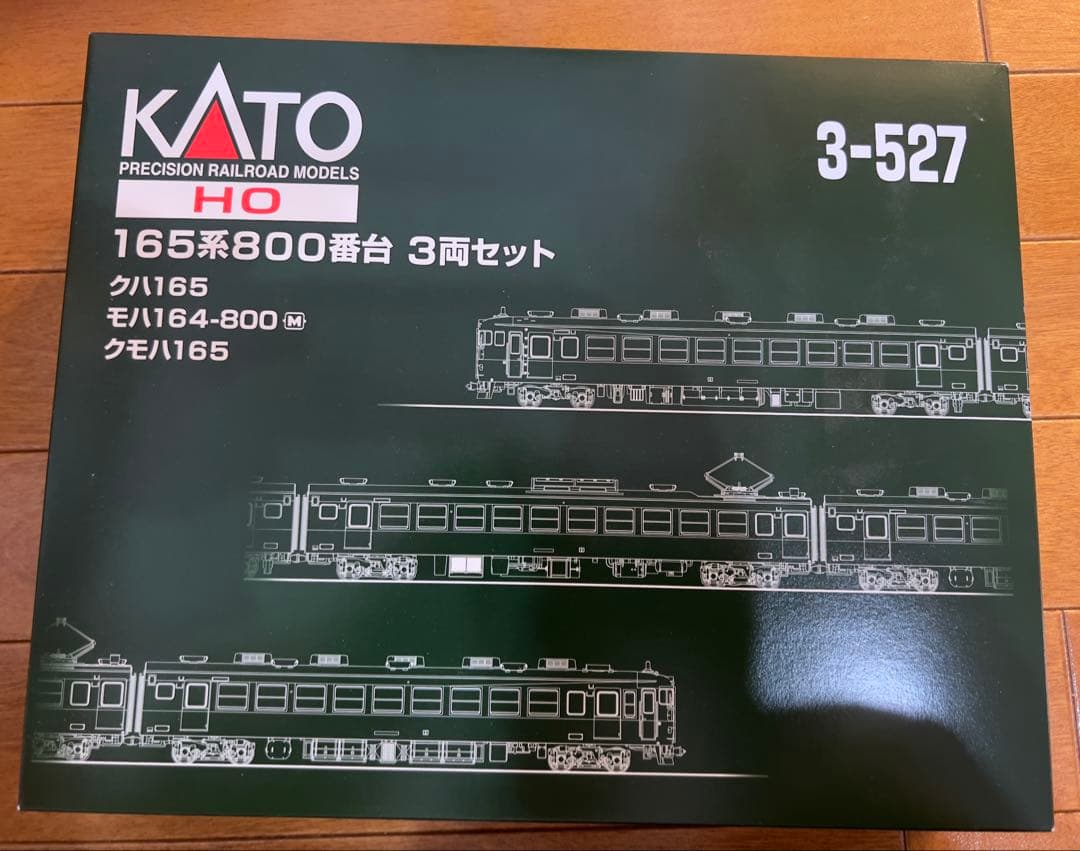 KATO
PRECISION RAILROAD MODELS
HO
3-527
165系800番台 3両セット
クハ165
モハ164-800 M
クモハ165